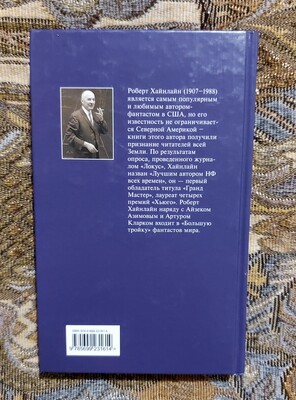 Роберт Хайнлайн (1907—1988)
является самым популярным
и любимым автором-
фантастом в США, но его
известность не ограничивает-
ся Северной Америкой —
книги этого автора получили
признание читателей всей
Земли. По результатам
опроса, проведенного журна-
лом «Локус», Хайнлайн
назван «Лучшим автором НФ
всех времен», он — первый
обладатель титула «Гранд
Мастер», лауреат четырех
премий «Хьюго». Роберт
Хайнлайн наряду с Айзеком
Азимовым и Артуром
Кларком входит в «Большую
тройку» фантастов мира.